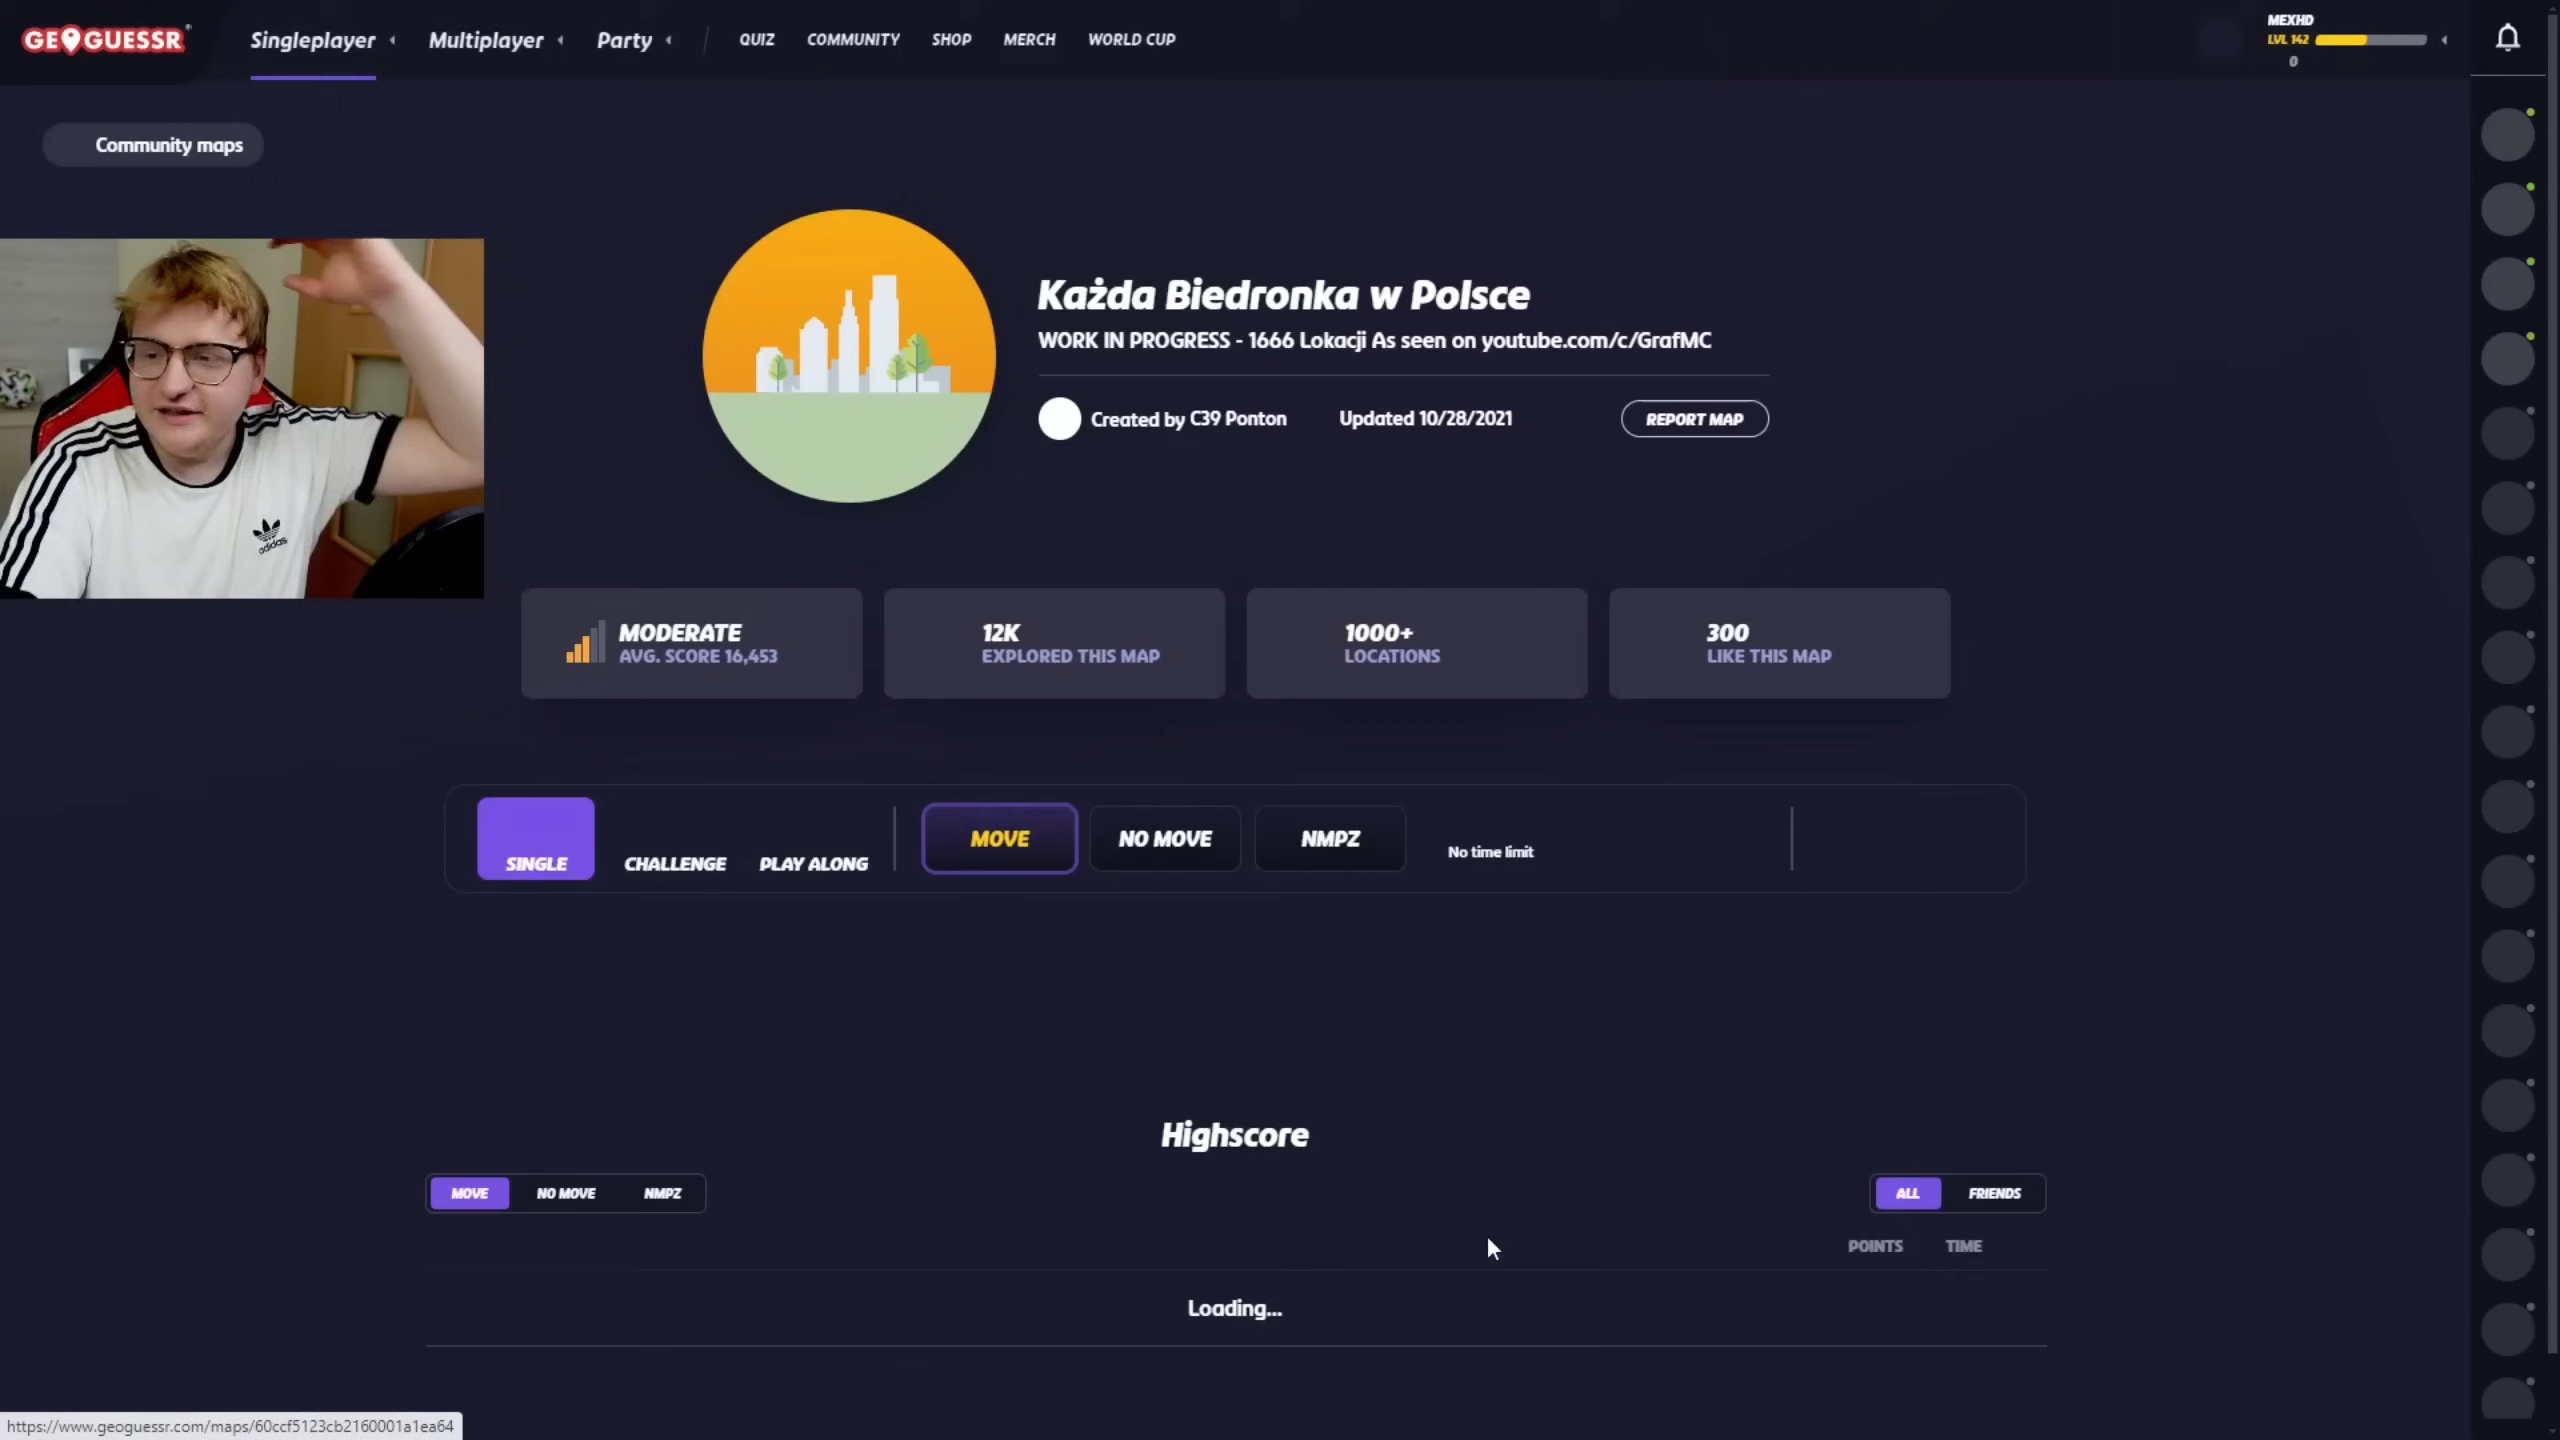 GEOGUESSR
Singleplayer
Multiplayer
Party
QUIZ
COMMUNITY
SHOP
MERCH
WORLD CUP
MEXHD
LVL 142
0
Community maps
Każda Biedronka w Polsce
WORK IN PROGRESS - 1666 Lokacji As seen on youtube.com/c/GrafMC
Created by C39 Ponton
Updated 10/28/2021
REPORT MAP
adidas
MODERATE
AVG. SCORE 16,453
12K
EXPLORED THIS MAP
1000+
LOCATIONS
300
LIKE THIS MAP
SINGLE
CHALLENGE
PLAY ALONG
MOVE
NO MOVE
NMPZ
No time limit
Highscore
MOVE
NO MOVE
NMPZ
ALL
FRIENDS
POINTS
TIME
Loading...
https://www.geoguessr.com/maps/60ccf5123cb2160001a1ea64